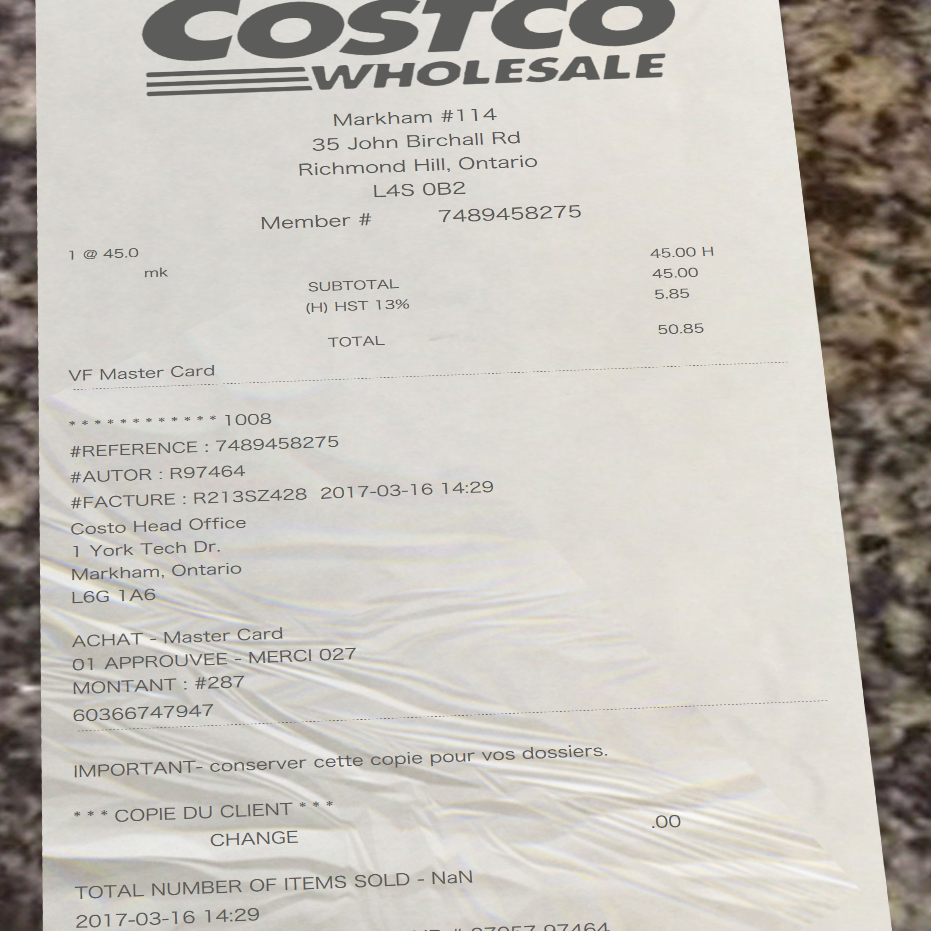 COSTCO
WHOLESALE
Markham #114
35 John Birchall Rd
Richmond Hill, Ontario
L4S 0B2
Member # 7489458275
1 @ 45.0 45.00 H
mk
SUBTOTAL 45.00
(H) HST 13% 5.85
TOTAL 50.85
VF Master Card
* * * * * * * * * * * 1008
#REFERENCE : 7489458275
#AUTOR : R97464
#FACTURE : R213SZ428 2017-03-16 14:29
Costo Head Office
1 York Tech Dr.
Markham, Ontario
L6G 1A6
ACHAT - Master Card
01 APPROUVEE - MERCI 027
MONTANT : #287
60366747947
IMPORTANT- conserver cette copie pour vos dossiers.
* * * COPIE DU CLIENT * * *
CHANGE .00
TOTAL NUMBER OF ITEMS SOLD - NaN
2017-03-16 14:29